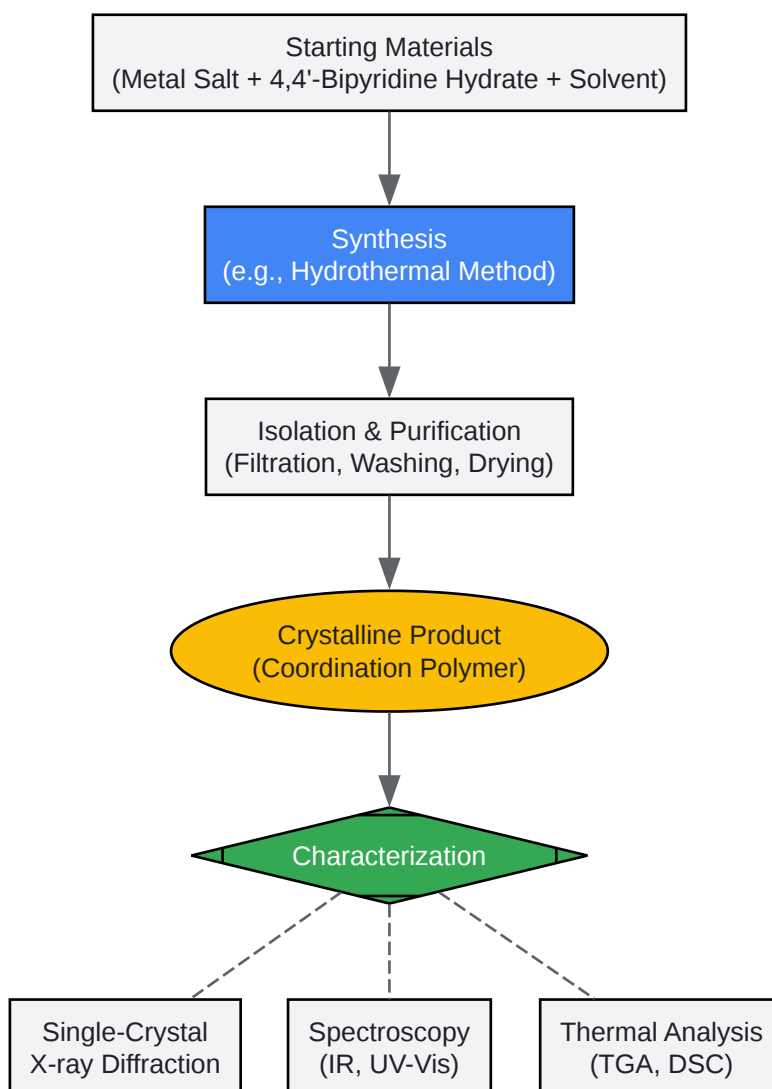 Starting Materials
(Metal Salt + 4,4'-Bipyridine Hydrate + Solvent)
Synthesis
(e.g., Hydrothermal Method)
Isolation & Purification
(Filtration, Washing, Drying)
Crystalline Product
(Coordination Polymer)
Characterization
Single-Crystal
X-ray Diffraction
Spectroscopy
(IR, UV-Vis)
Thermal Analysis
(TGA, DSC)